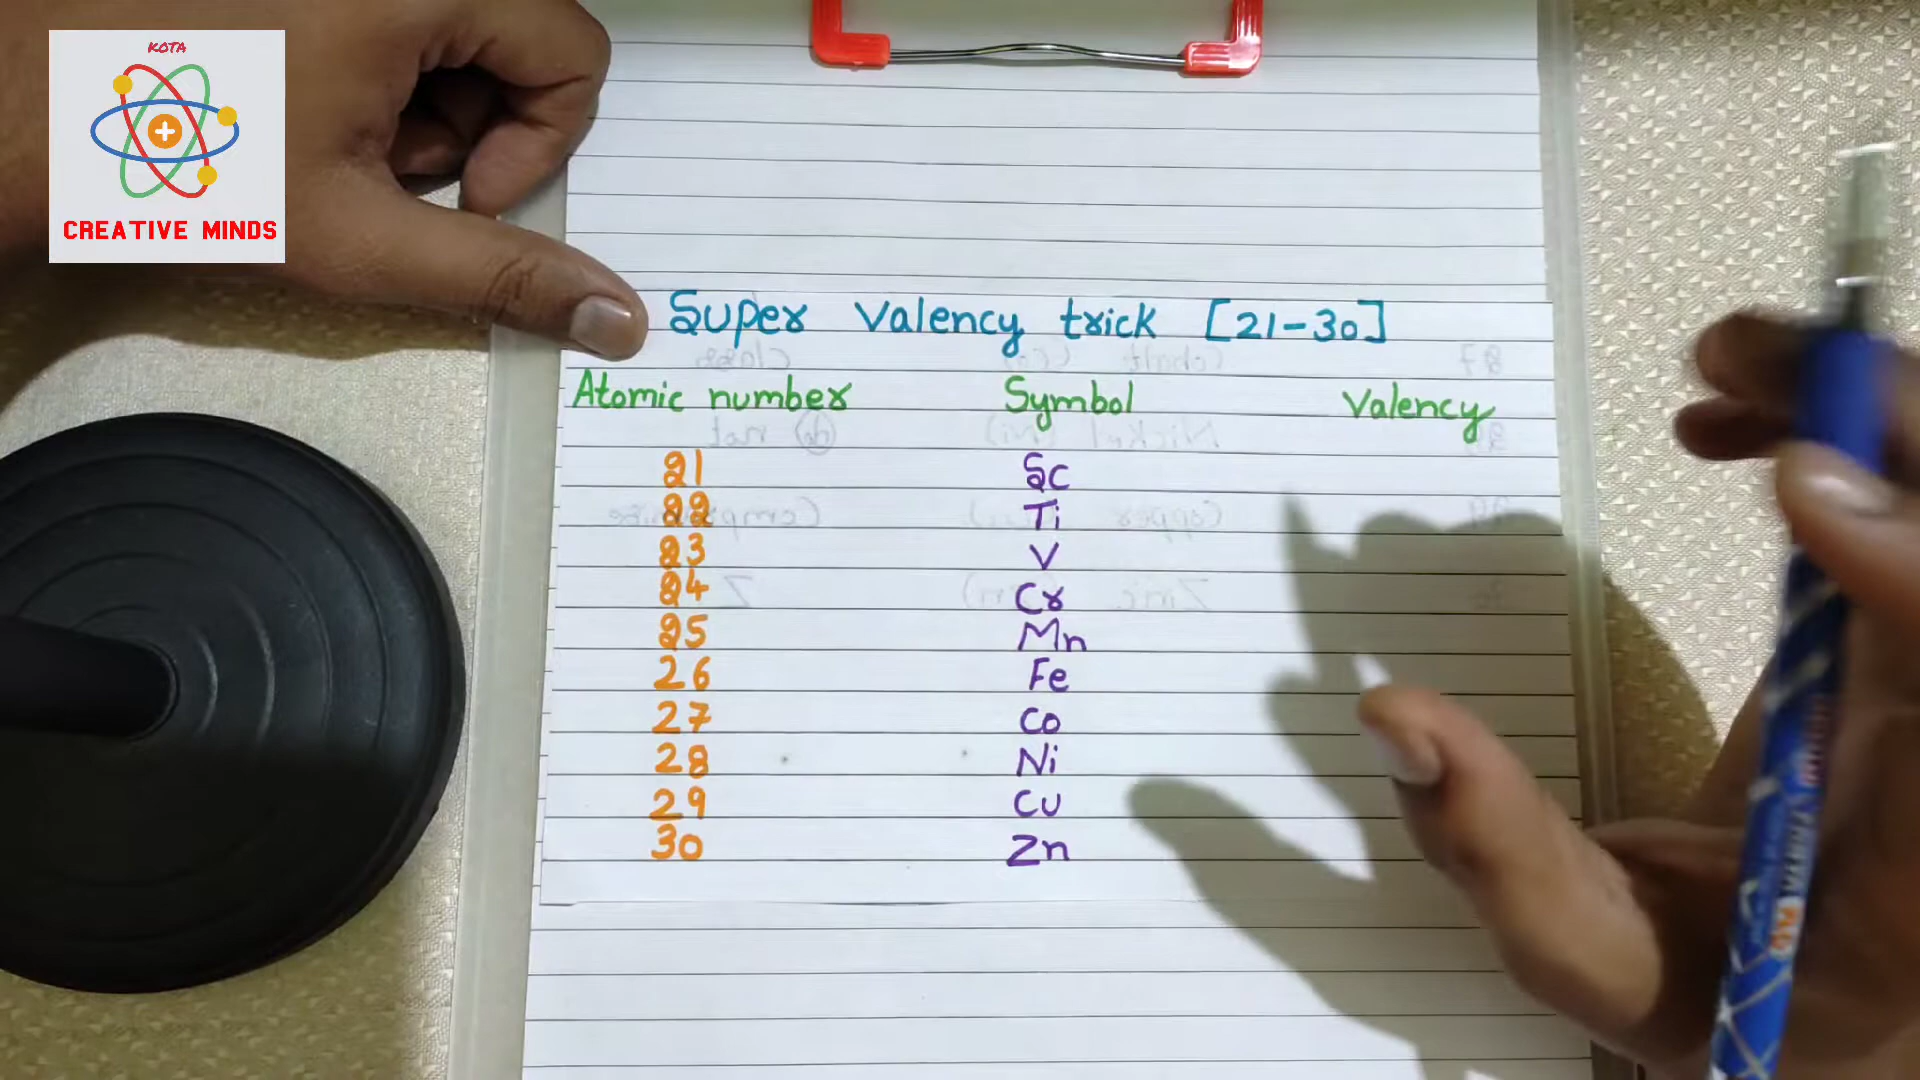 KOTA
CREATIVE MINDS
Super Valency trick [21-30]
Atomic number Symbol Valency
21 Sc
22 Ti
23 V
24 Cr
25 Mn
26 Fe
27 Co
28 Ni
29 Cu
30 Zn